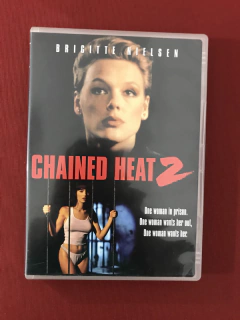 BRIGITTE NIELSEN
CHAINED HEAT 2
One woman in prison.
One woman wants her out,
One woman wants her